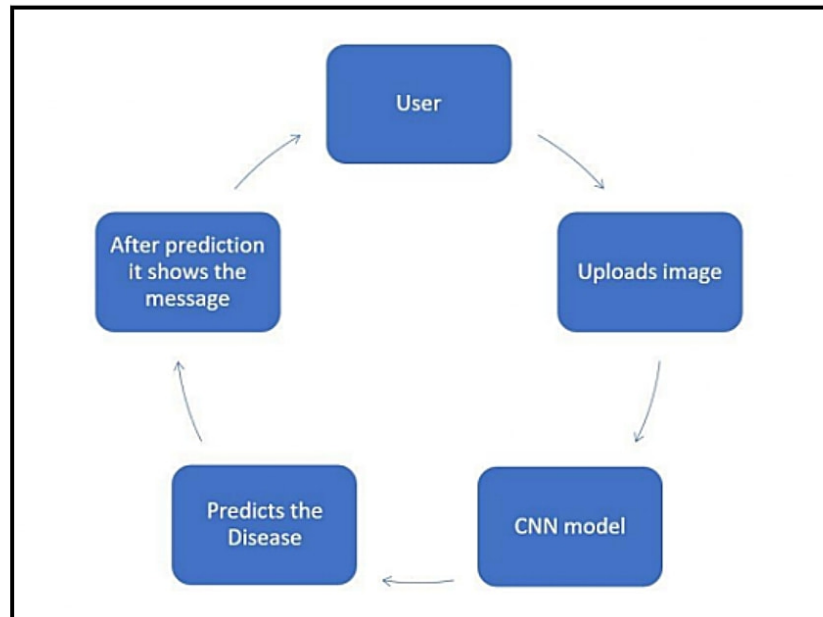 User
Uploads image
CNN model
Predicts the
Disease
After prediction
it shows the
message